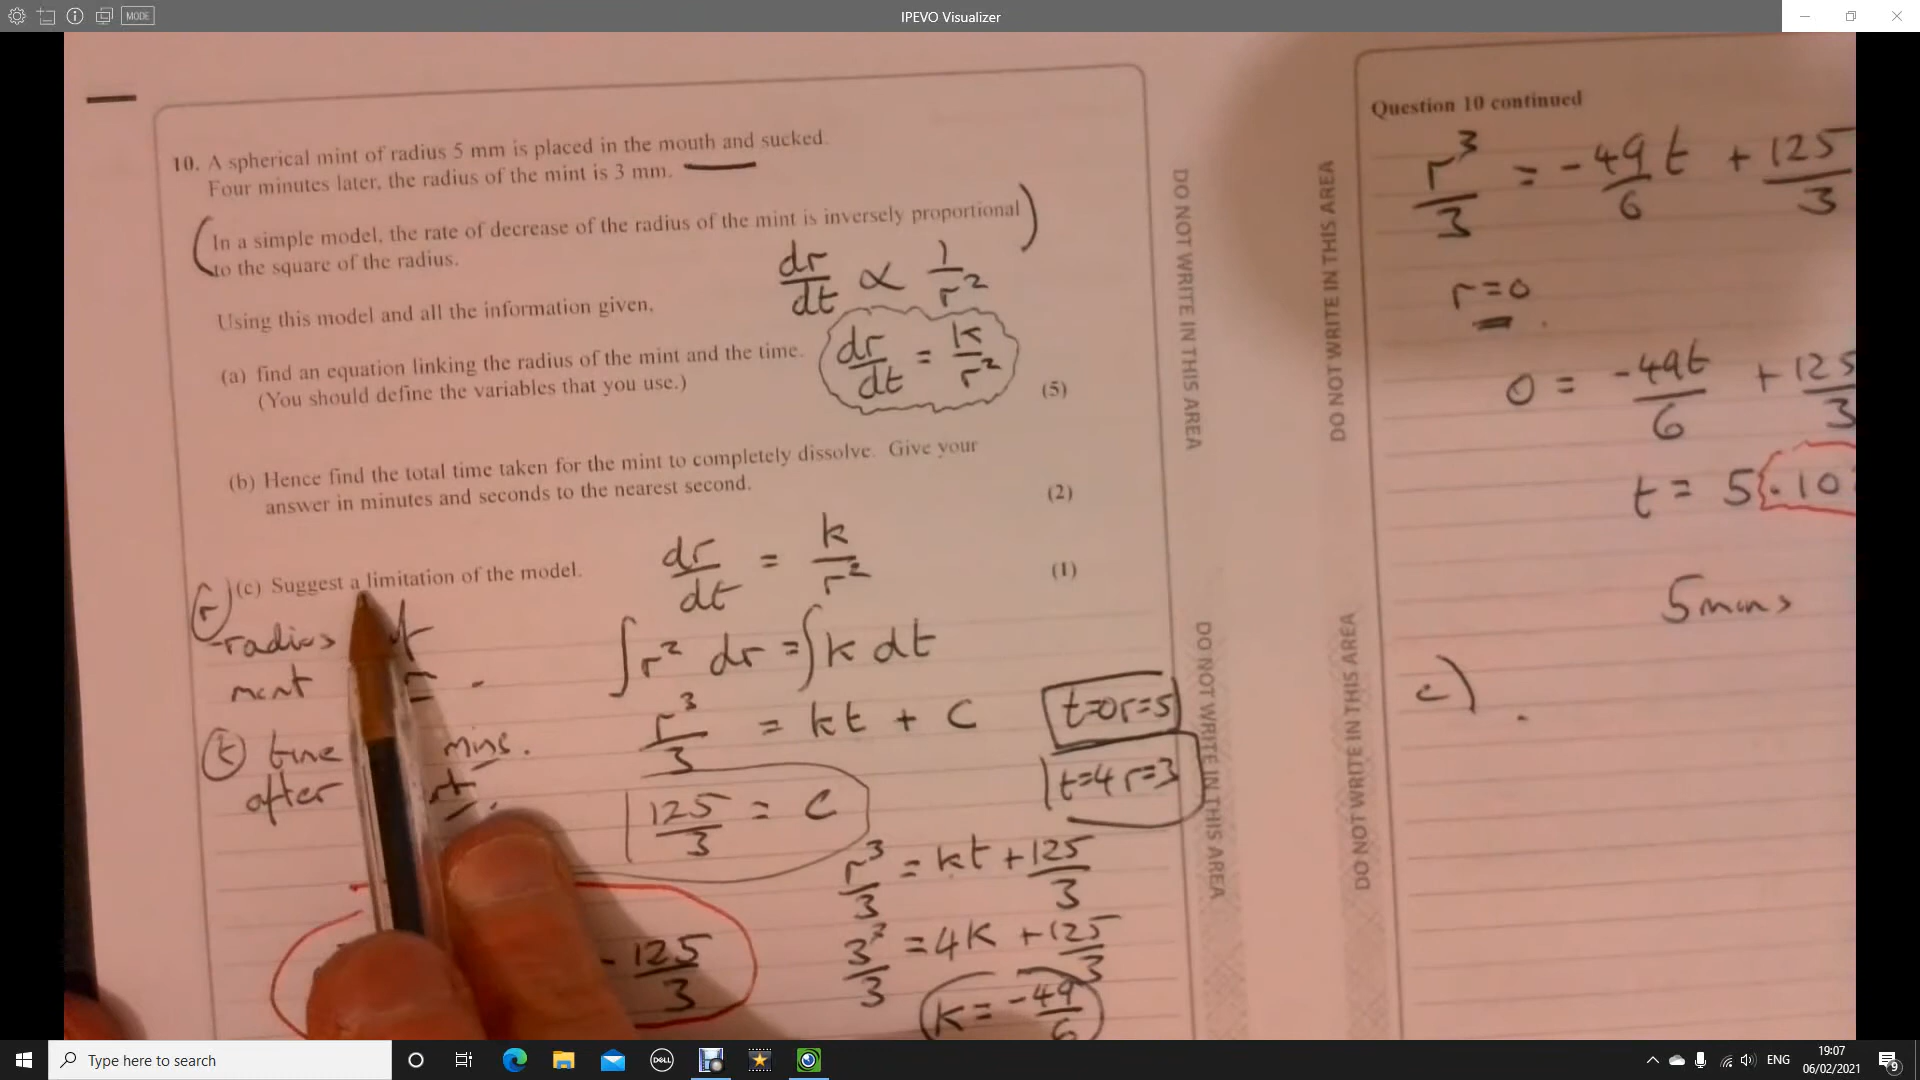 IPEVO Visualizer
MODE
10. A spherical mint of radius 5 mm is placed in the mouth and sucked.
Four minutes later, the radius of the mint is 3 mm.
In a simple model, the rate of decrease of the radius of the mint is inversely proportional
to the square of the radius.
dr/dt ∝ 1/r²
Using this model and all the information given,
(a) find an equation linking the radius of the mint and the time.
(You should define the variables that you use.)
dr/dt = k/r²
(5)
(b) Hence find the total time taken for the mint to completely dissolve. Give your
answer in minutes and seconds to the nearest second.
(2)
(c) Suggest a limitation of the model.
(1)
r
radius
mint
t time mins.
after
dr/dt = k/r²
∫r² dr = ∫k dt
r³/3 = kt + C
t=0 r=5
t=4 r=3
125/3 = C
r³/3 = kt + 125/3
3³/3 = 4k + 125/3
k = -49/6
125/3
DO NOT WRITE IN THIS AREA
DO NOT WRITE IN THIS AREA
DO NOT WRITE IN THIS AREA
DO NOT WRITE IN THIS AREA
Question 10 continued
r³/3 = -49t/6 + 125/3
r=0
0 = -49t/6 + 125/3
t = 5.10
5 mins
c)
Type here to search
DELL
ENG
19:07
06/02/2021
9